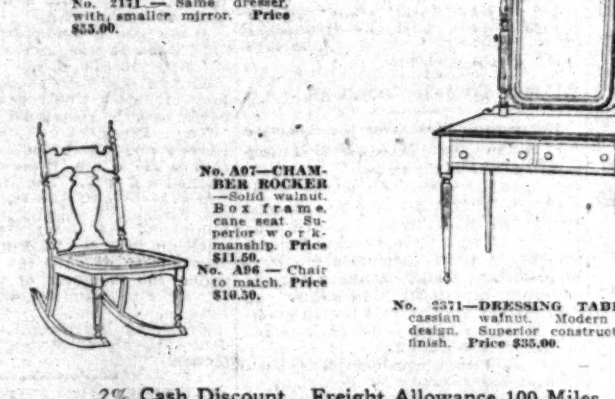 No. 2171 — Same dresser,
with smaller mirror. Price
$55.00.
No. A07—CHAM-
BER ROCKER
—Solid walnut.
Box frame,
cane seat. Su-
perior work-
manship. Price
$11.50.
No. A96 — Chair
to match. Price
$10.50.
No. 2371—DRESSING TABL
cassian walnut. Modern
design. Superior construct
finish. Price $35.00.
2% Cash Discount. Freight Allowance 100 Miles